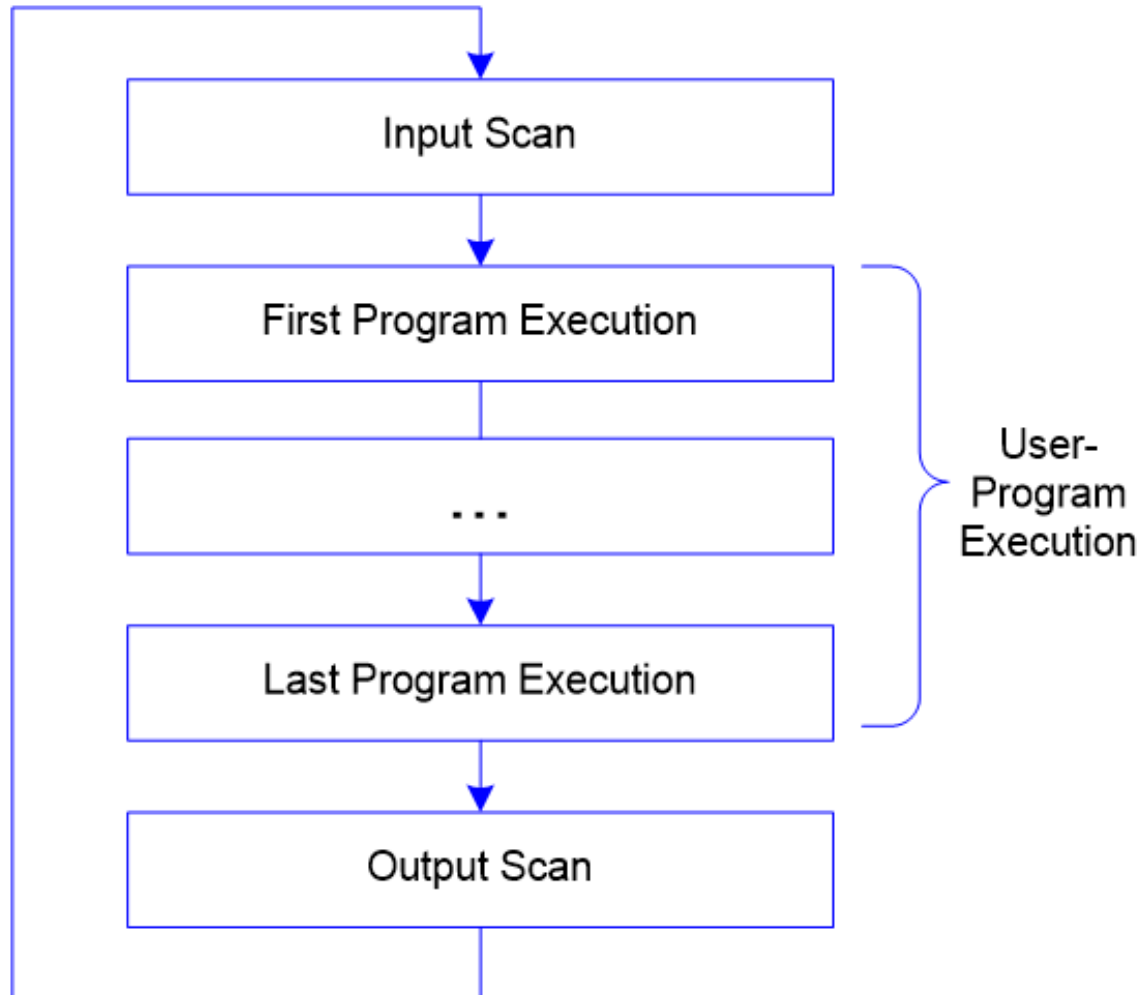 Input Scan
First Program Execution
...
Last Program Execution
User-
Program
Execution
Output Scan